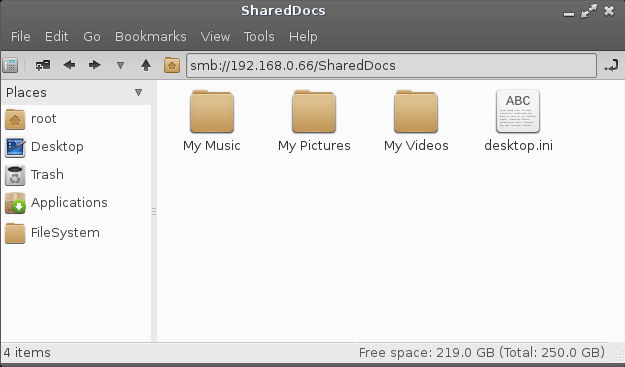 SharedDocs
File Edit Go Bookmarks View Tools Help
smb://192.168.0.66/SharedDocs
Places
root
Desktop
Trash
Applications
FileSystem
ABC
My Music
My Pictures
My Videos
desktop.ini
4 items
Free space: 219.0 GB (Total: 250.0 GB)